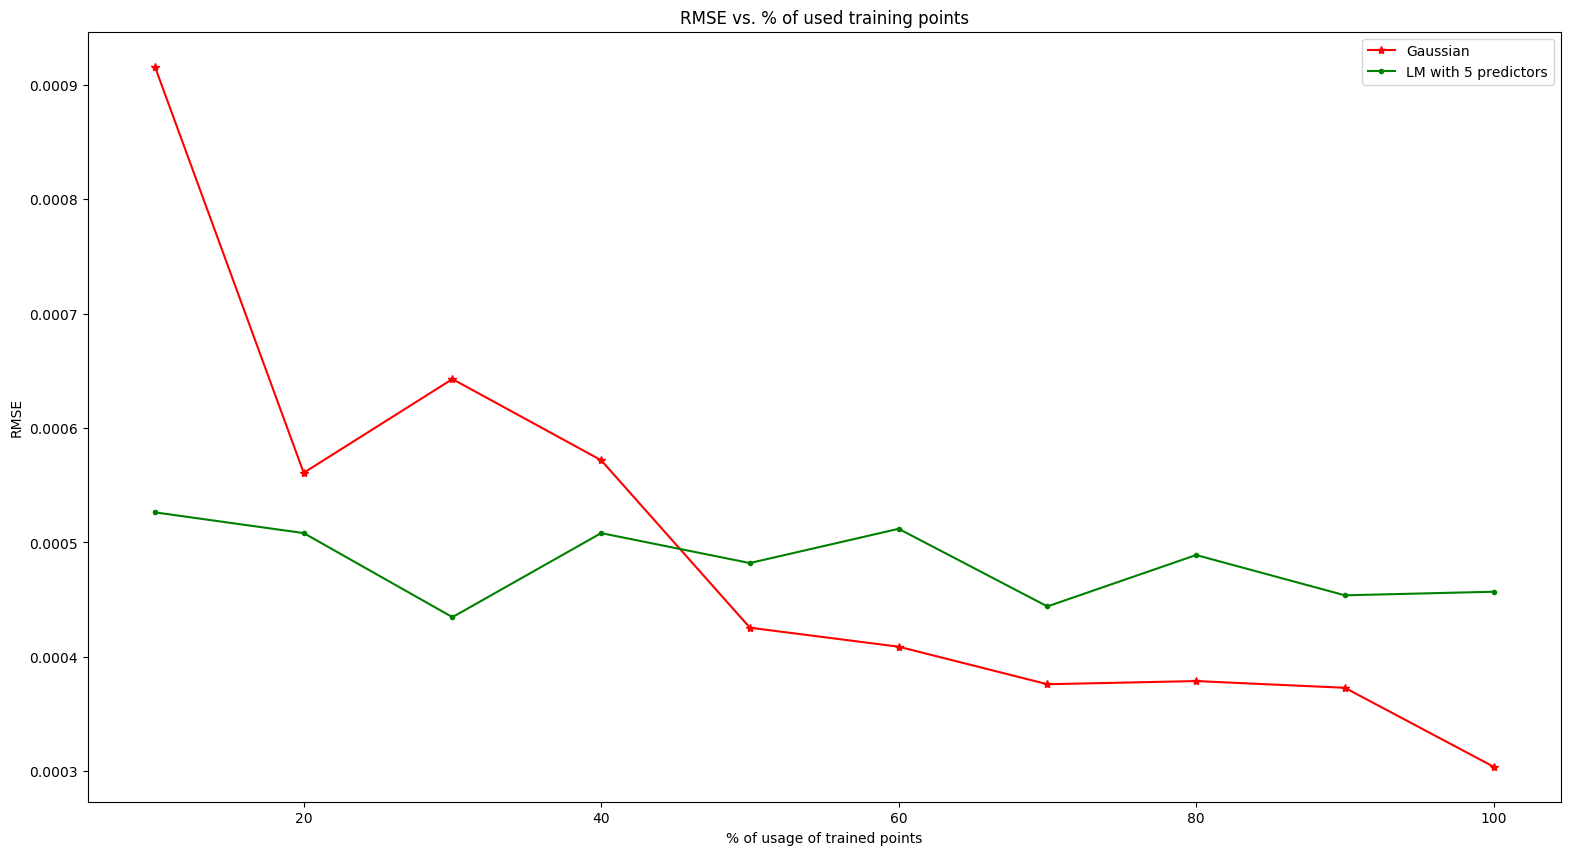 RMSE vs. % of used training points
Gaussian
LM with 5 predictors
0.0009
0.0008
0.0007
0.0006
0.0005
0.0004
0.0003
RMSE
20 40 60 80 100
% of usage of trained points